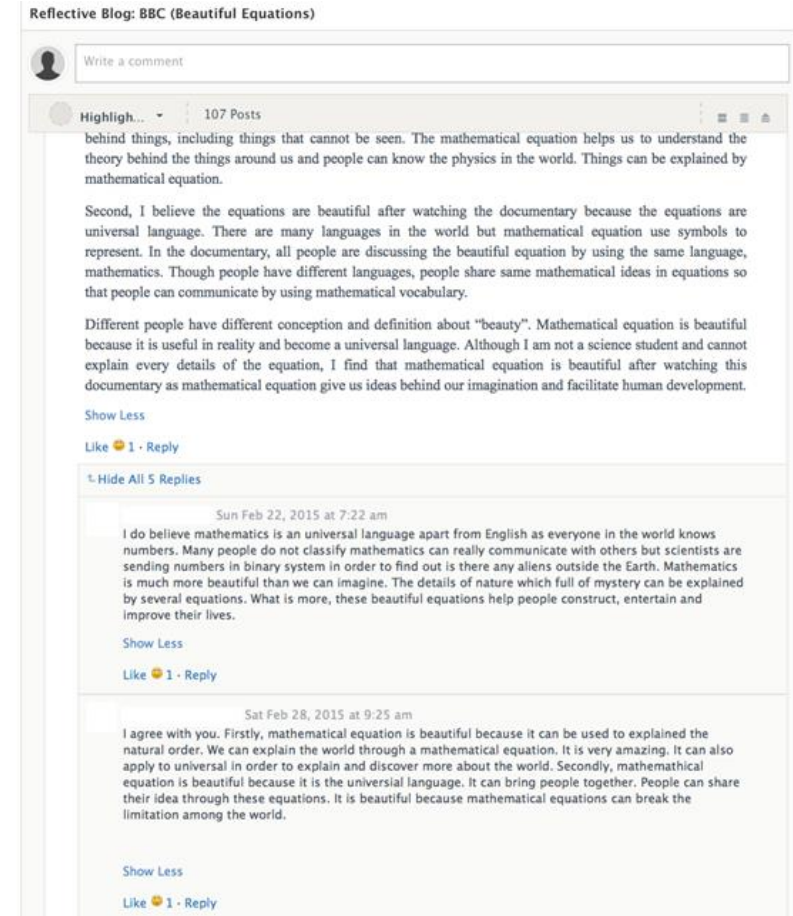 Reflective Blog: BBC (Beautiful Equations)
Write a comment
Highligh... 107 Posts
behind things, including things that cannot be seen. The mathematical equation helps us to understand the
theory behind the things around us and people can know the physics in the world. Things can be explained by
mathematical equation.
Second, I believe the equations are beautiful after watching the documentary because the equations are
universal language. There are many languages in the world but mathematical equation use symbols to
represent. In the documentary, all people are discussing the beautiful equation by using the same language,
mathematics. Though people have different languages, people share same mathematical ideas in equations so
that people can communicate by using mathematical vocabulary.
Different people have different conception and definition about “beauty”. Mathematical equation is beautiful
because it is useful in reality and become a universal language. Although I am not a science student and cannot
explain every details of the equation, I find that mathematical equation is beautiful after watching this
documentary as mathematical equation give us ideas behind our imagination and facilitate human development.
Show Less
Like 1 · Reply
Hide All 5 Replies
Sun Feb 22, 2015 at 7:22 am
I do believe mathematics is an universal language apart from English as everyone in the world knows
numbers. Many people do not classify mathematics can really communicate with others but scientists are
sending numbers in binary system in order to find out is there any aliens outside the Earth. Mathematics
is much more beautiful than we can imagine. The details of nature which full of mystery can be explained
by several equations. What is more, these beautiful equations help people construct, entertain and
improve their lives.
Show Less
Like 1 · Reply
Sat Feb 28, 2015 at 9:25 am
I agree with you. Firstly, mathematical equation is beautiful because it can be used to explained the
natural order. We can explain the world through a mathematical equation. It is very amazing. It can also
apply to universal in order to explain and discover more about the world. Secondly, mathemathical
equation is beautiful because it is the universial language. It can bring people together. People can share
their idea through these equations. It is beautiful because mathematical equations can break the
limitation among the world.
Show Less
Like 1 · Reply